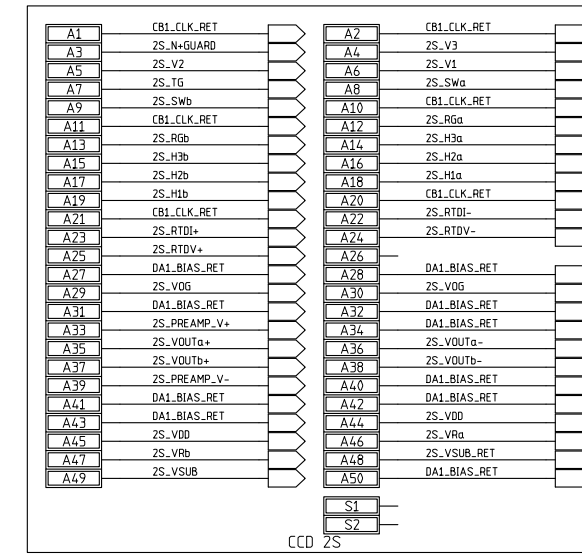 A1 CB1_CLK_RET A2 CB1_CLK_RET
A3 2S_N+GUARD A4 2S_V3
A5 2S_V2 A6 2S_V1
A7 2S_TG A8 2S_SWa
A9 2S_SWb A10 CB1_CLK_RET
A11 CB1_CLK_RET A12 2S_RGa
A13 2S_RGb A14 2S_H3a
A15 2S_H3b A16 2S_H2a
A17 2S_H2b A18 2S_H1a
A19 2S_H1b A20 CB1_CLK_RET
A21 CB1_CLK_RET A22 2S_RTDI-
A23 2S_RTDI+ A24 2S_RTDV-
A25 2S_RTDV+ A26
A27 DA1_BIAS_RET A28 DA1_BIAS_RET
A29 2S_VOG A30 2S_VOG
A31 DA1_BIAS_RET A32 DA1_BIAS_RET
A33 2S_PREAMP_V+ A34 DA1_BIAS_RET
A35 2S_VOUTa+ A36 2S_VOUTa-
A37 2S_VOUTb+ A38 2S_VOUTb-
A39 2S_PREAMP_V- A40 DA1_BIAS_RET
A41 DA1_BIAS_RET A42 DA1_BIAS_RET
A43 DA1_BIAS_RET A44 2S_VDD
A45 2S_VDD A46 2S_VRa
A47 2S_VRb A48 2S_VSUB_RET
A49 2S_VSUB A50 DA1_BIAS_RET
S1
S2
CCD 2S